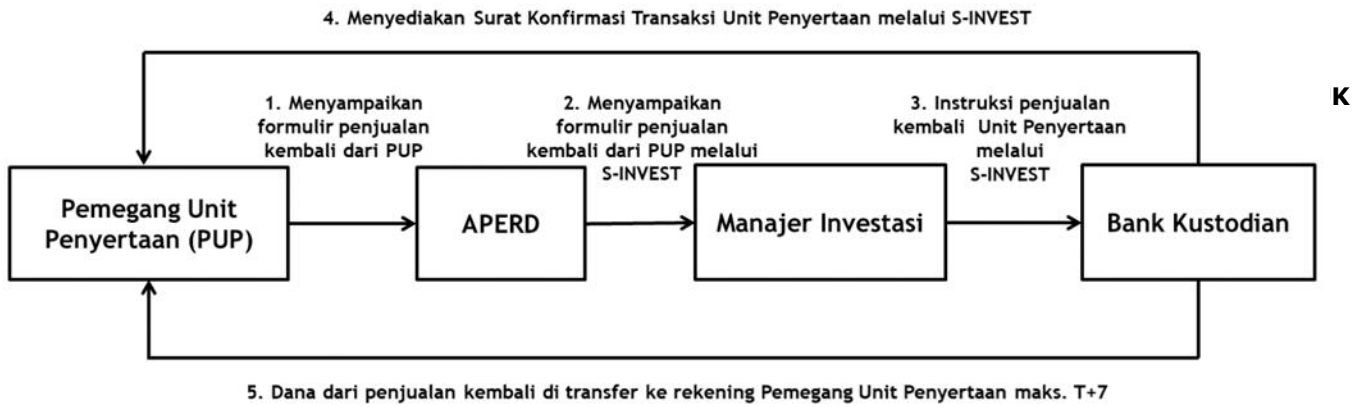 4. Menyediakan Surat Konfirmasi Transaksi Unit Penyertaan melalui S-INVEST
K
1. Menyampaikan
formulir penjualan
kembali dari PUP
2. Menyampaikan
formulir penjualan
kembali dari PUP melalui
S-INVEST
3. Instruksi penjualan
kembali Unit Penyertaan
melalui
S-INVEST
Pemegang Unit
Penyertaan (PUP)
APERD
Manajer Investasi
Bank Kustodian
5. Dana dari penjualan kembali di transfer ke rekening Pemegang Unit Penyertaan maks. T+7